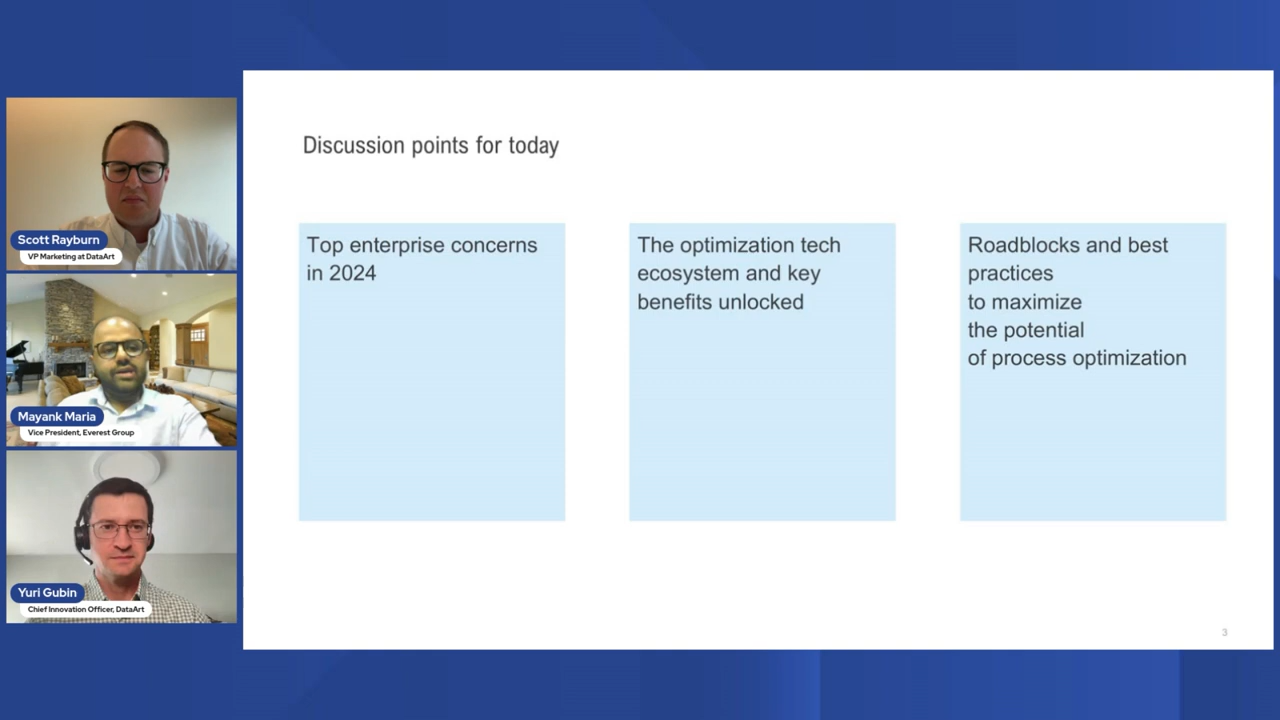 Scott Rayburn
VP Marketing at DataArt
Mayank Maria
Vice President, Everest Group
Yuri Gubin
Chief Innovation Officer, DataArt
Discussion points for today
Top enterprise concerns
in 2024
The optimization tech
ecosystem and key
benefits unlocked
Roadblocks and best
practices
to maximize
the potential
of process optimization
3